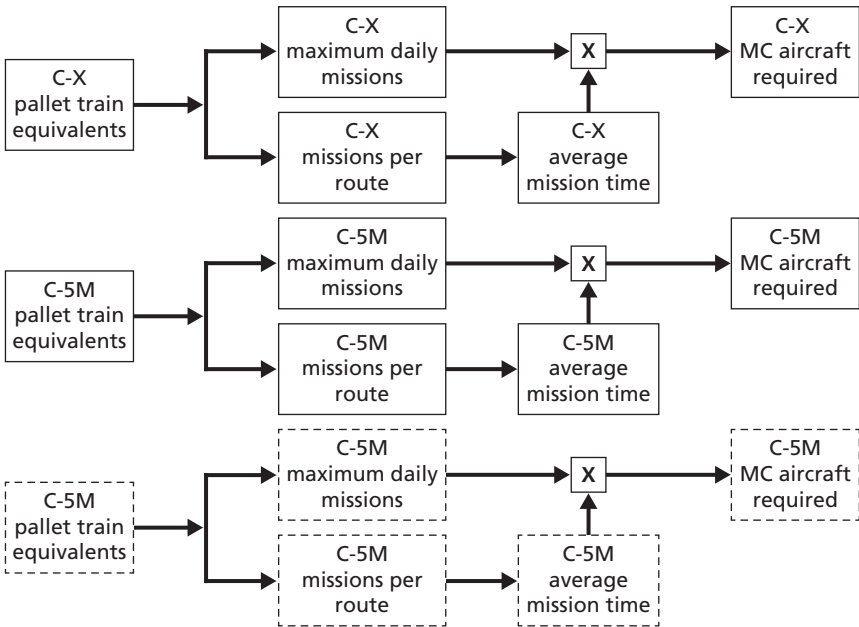 C-X
pallet train
equivalents
C-X
maximum daily
missions
X
C-X
MC aircraft
required
C-X
missions per
route
C-X
average
mission time
C-5M
pallet train
equivalents
C-5M
maximum daily
missions
X
C-5M
MC aircraft
required
C-5M
missions per
route
C-5M
average
mission time
C-5M
pallet train
equivalents
C-5M
maximum daily
missions
X
C-5M
MC aircraft
required
C-5M
missions per
route
C-5M
average
mission time